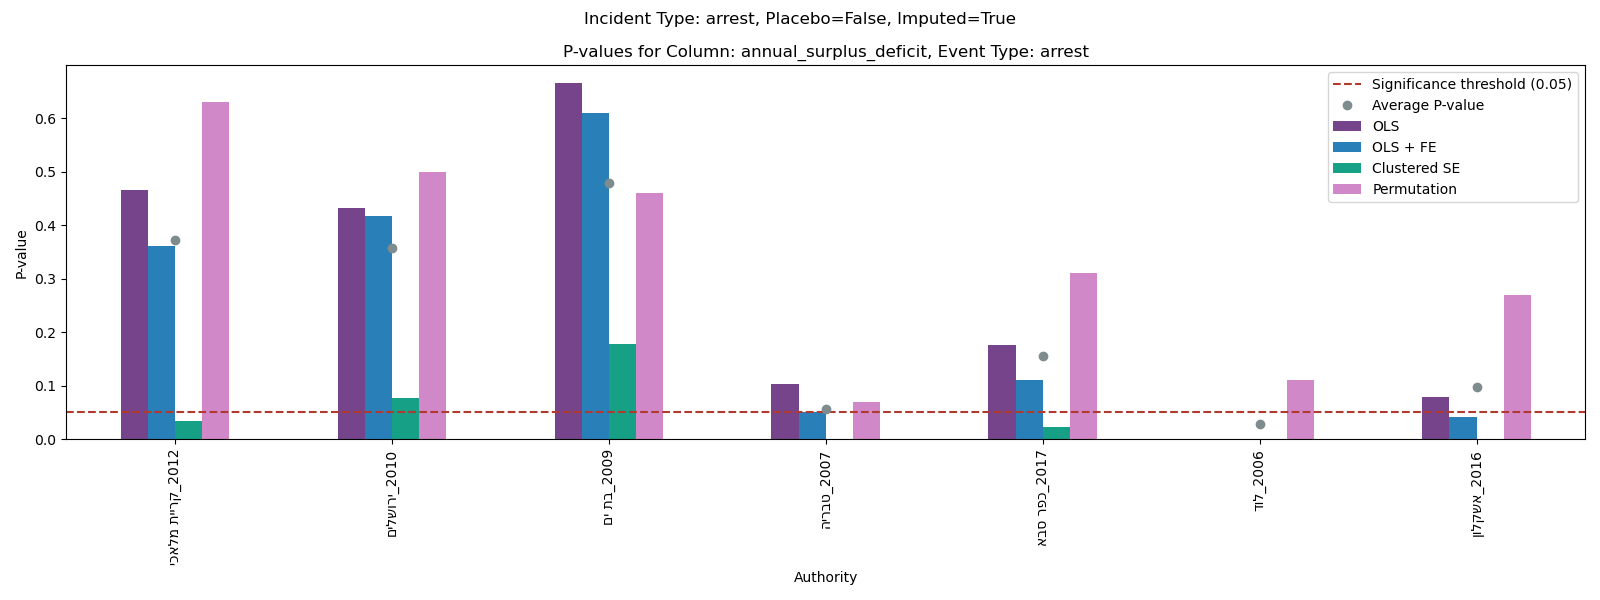 Incident Type: arrest, Placebo=False, Imputed=True
P-values for Column: annual_surplus_deficit, Event Type: arrest
Significance threshold (0.05)
Average P-value
OLS
OLS + FE
Clustered SE
Permutation
P-value
0.6
0.5
0.4
0.3
0.2
0.1
0.0
קריית מלאכי_2012
ירושלים_2010
בת ים_2009
טבריה_2007
כפר סבא_2017
לוד_2006
אשקלון_2016
Authority